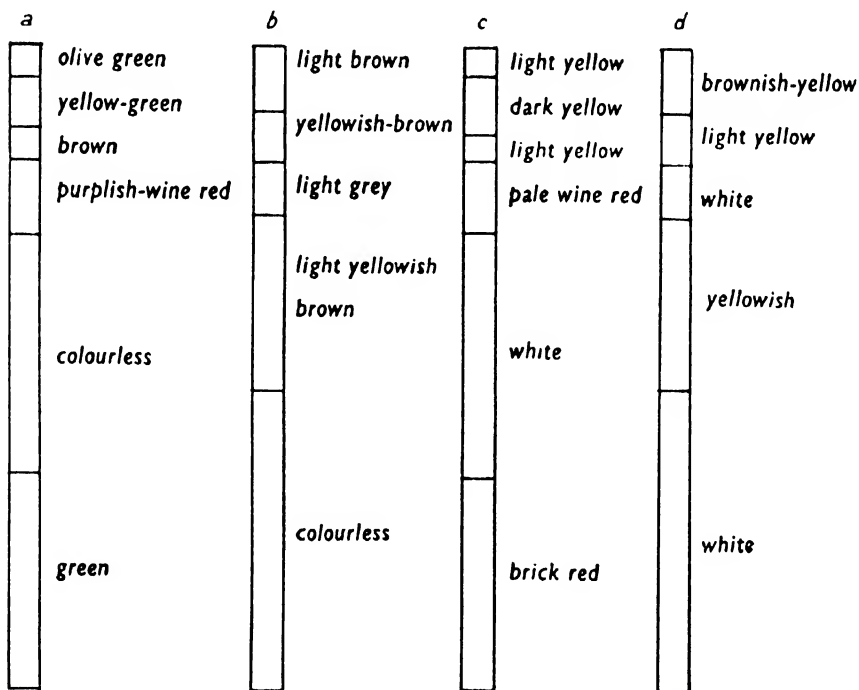 a
olive green
yellow-green
brown
purplish-wine red
colourless
green
b
light brown
yellowish-brown
light grey
light yellowish
brown
colourless
c
light yellow
dark yellow
light yellow
pale wine red
white
brick red
d
brownish-yellow
light yellow
white
yellowish
white